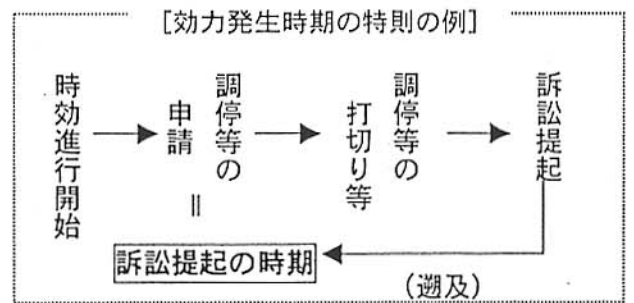 ［効力発生時期の特則の例］
時効進行開始
調停等の
申請
調停等の
打切り等
訴訟提起
＝
訴訟提起の時期
（遡及）